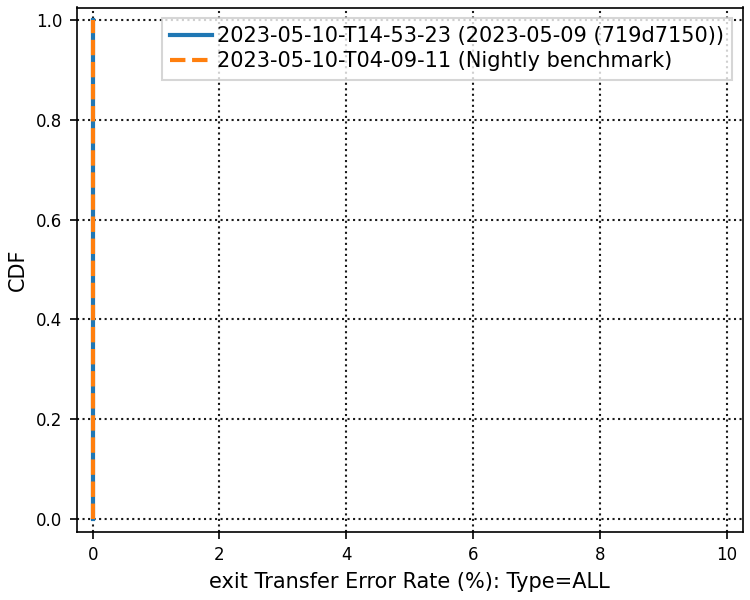 2023-05-10-T14-53-23 (2023-05-09 (719d7150))
2023-05-10-T04-09-11 (Nightly benchmark)
1.0
0.8
0.6
0.4
0.2
0.0
CDF
0 2 4 6 8 10
exit Transfer Error Rate (%): Type=ALL